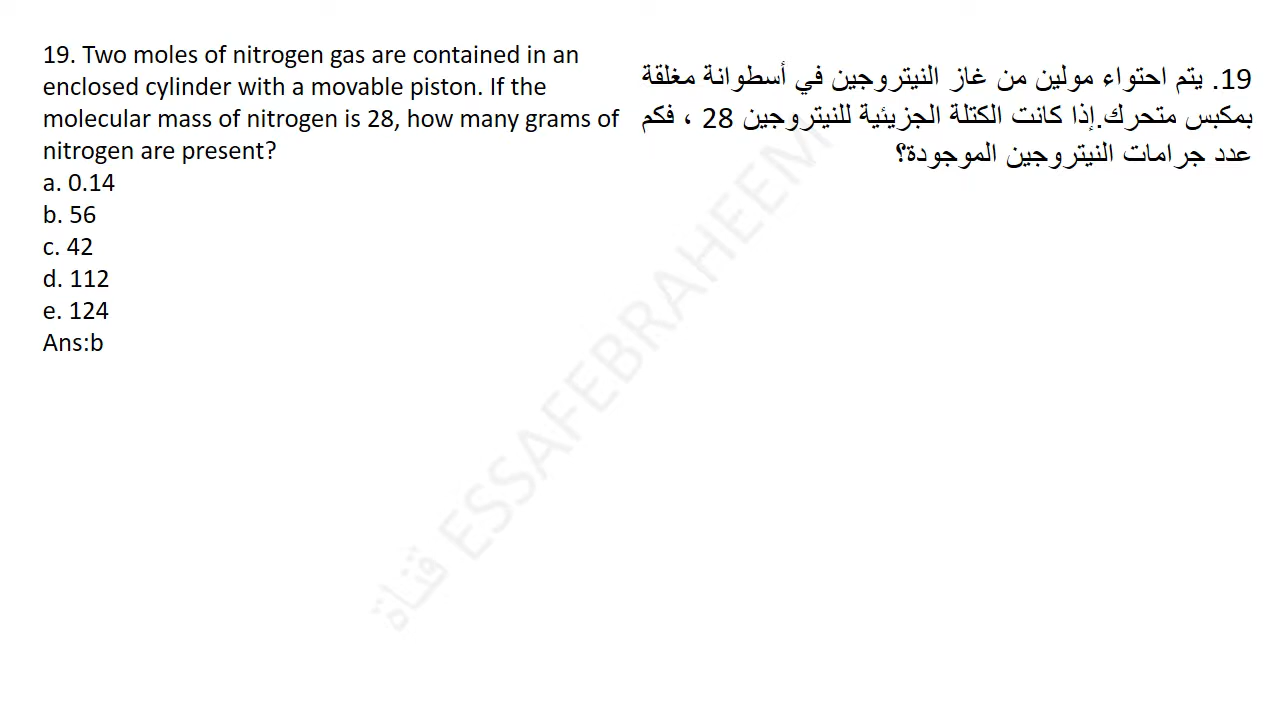 19. Two moles of nitrogen gas are contained in an
enclosed cylinder with a movable piston. If the
molecular mass of nitrogen is 28, how many grams of
nitrogen are present?
a. 0.14
b. 56
c. 42
d. 112
e. 124
Ans:b
19. يتم احتواء مولين من غاز النيتروجين في أسطوانة مغلقة
بمكبس متحرك.إذا كانت الكتلة الجزيئية للنيتروجين 28 ، فكم
عدد جرامات النيتروجين الموجودة؟
قناة ESSAFEBRAHEEM